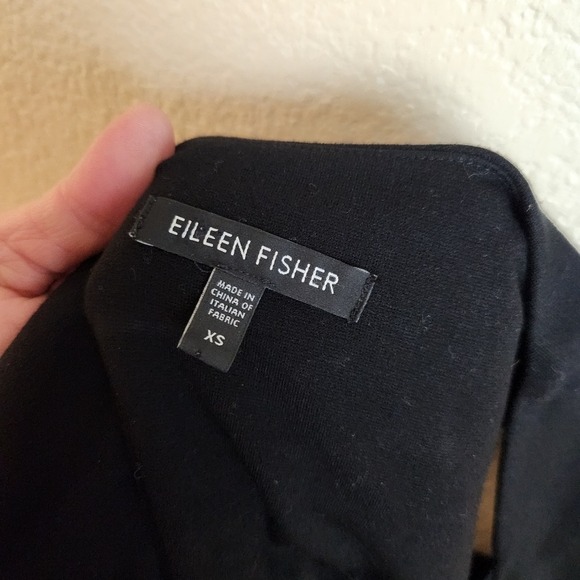 EILEEN FISHER
MADE IN
CHINA OF
ITALIAN
FABRIC
XS